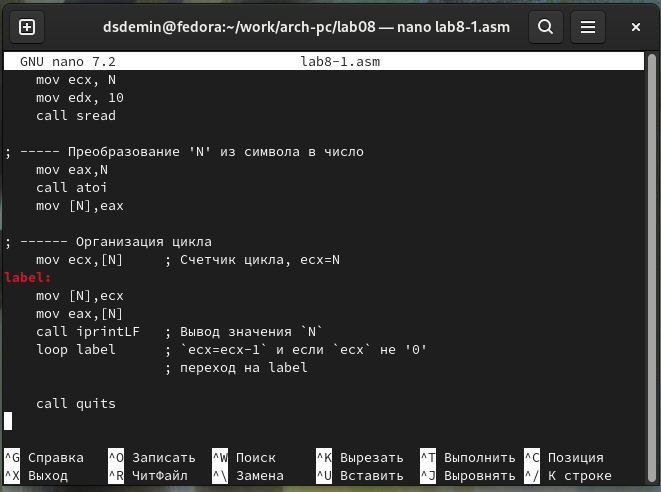 dsdemin@fedora:~/work/arch-pc/lab08 — nano lab8-1.asm
GNU nano 7.2 lab8-1.asm
mov ecx, N
mov edx, 10
call sread
; ----- Преобразование 'N' из символа в число
mov eax,N
call atoi
mov [N],eax
; ------ Организация цикла
mov ecx,[N] ; Счетчик цикла, ecx=N
label:
mov [N],ecx
mov eax,[N]
call iprintLF ; Вывод значения `N`
loop label ; `ecx=ecx-1` и если `ecx` не '0'
; переход на label
call quits
^G Справка ^O Записать ^W Поиск ^K Вырезать ^T Выполнить ^C Позиция
^X Выход ^R ЧитФайл ^\ Замена ^U Вставить ^J Выровнять ^/ К строке